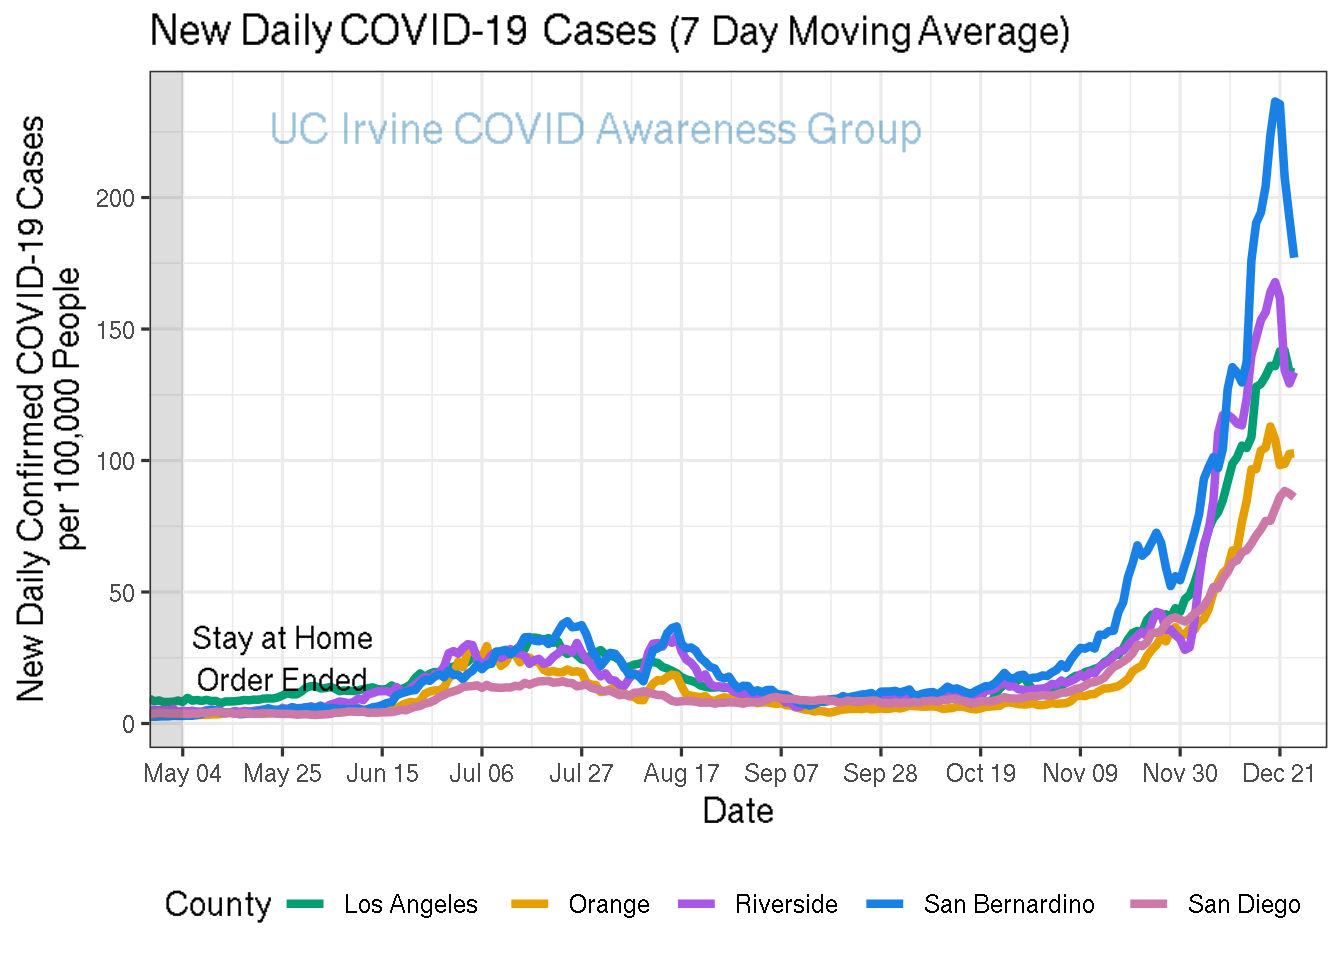 New Daily COVID-19 Cases (7 Day Moving Average)
UC Irvine COVID Awareness Group
New Daily Confirmed COVID-19 Cases
per 100,000 People
200
150
100
50
0
Stay at Home
Order Ended
May 04 May 25 Jun 15 Jul 06 Jul 27 Aug 17 Sep 07 Sep 28 Oct 19 Nov 09 Nov 30 Dec 21
Date
County Los Angeles Orange Riverside San Bernardino San Diego